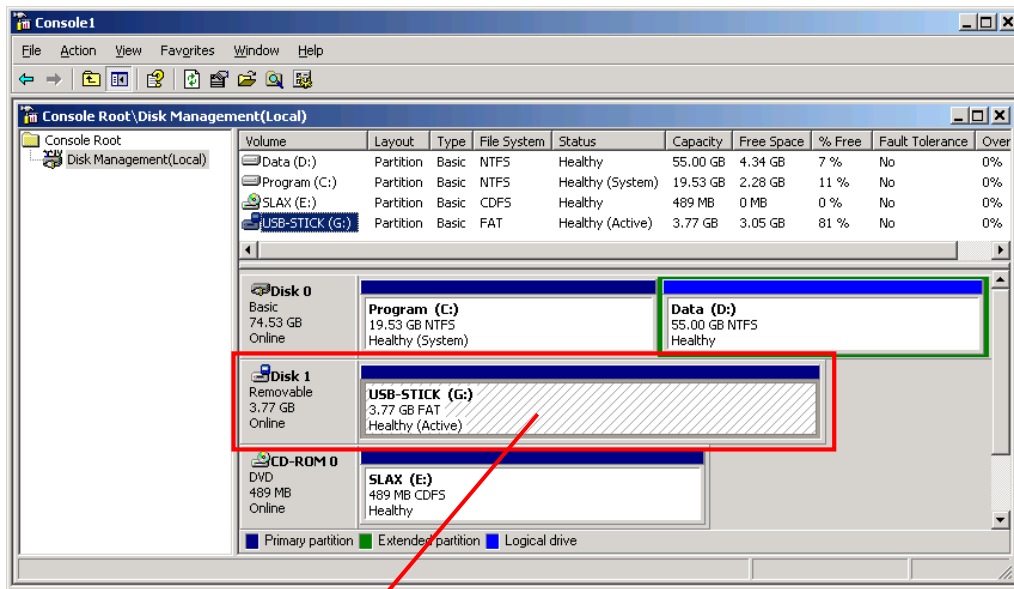 Console1
File Action View Favorites Window Help
Console Root\Disk Management(Local)
Console Root
Disk Management(Local)
Volume Layout Type File System Status Capacity Free Space % Free Fault Tolerance Over
Data (D:) Partition Basic NTFS Healthy 55.00 GB 4.34 GB 7 % No 0%
Program (C:) Partition Basic NTFS Healthy (System) 19.53 GB 2.28 GB 11 % No 0%
SLAX (E:) Partition Basic CDFS Healthy 489 MB 0 MB 0 % No 0%
USB-STICK (G:) Partition Basic FAT Healthy (Active) 3.77 GB 3.05 GB 81 % No 0%
Disk 0
Basic
74.53 GB
Online
Program (C:)
19.53 GB NTFS
Healthy (System)
Data (D:)
55.00 GB NTFS
Healthy
Disk 1
Removable
3.77 GB
Online
USB-STICK (G:)
3.77 GB FAT
Healthy (Active)
CD-ROM 0
DVD
489 MB
Online
SLAX (E:)
489 MB CDFS
Healthy
Primary partition Extended partition Logical drive